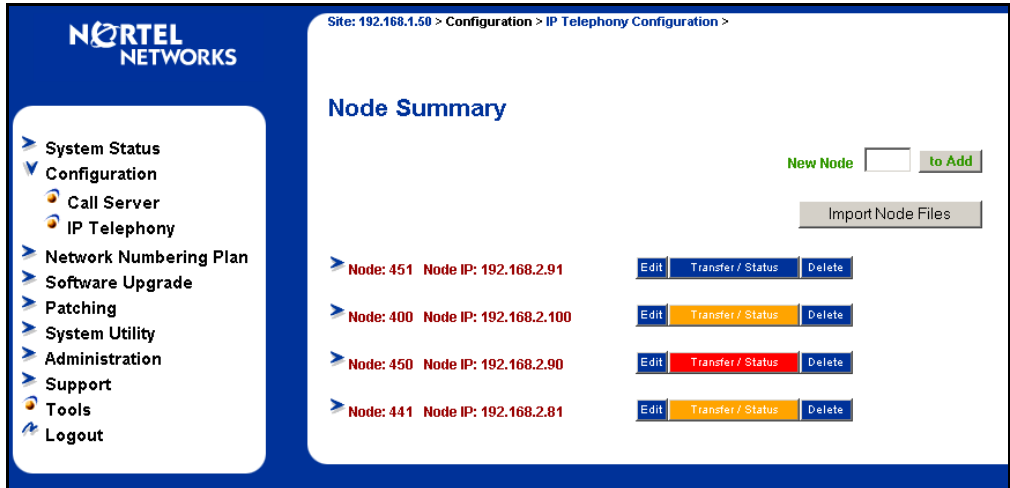 NORTEL
NETWORKS
Site: 192.168.1.50 > Configuration > IP Telephony Configuration >
System Status
Configuration
Call Server
IP Telephony
Network Numbering Plan
Software Upgrade
Patching
System Utility
Administration
Support
Tools
Logout
Node Summary
New Node to Add
Import Node Files
Node: 451 Node IP: 192.168.2.91 Edit Transfer / Status Delete
Node: 400 Node IP: 192.168.2.100 Edit Transfer / Status Delete
Node: 450 Node IP: 192.168.2.90 Edit Transfer / Status Delete
Node: 441 Node IP: 192.168.2.81 Edit Transfer / Status Delete